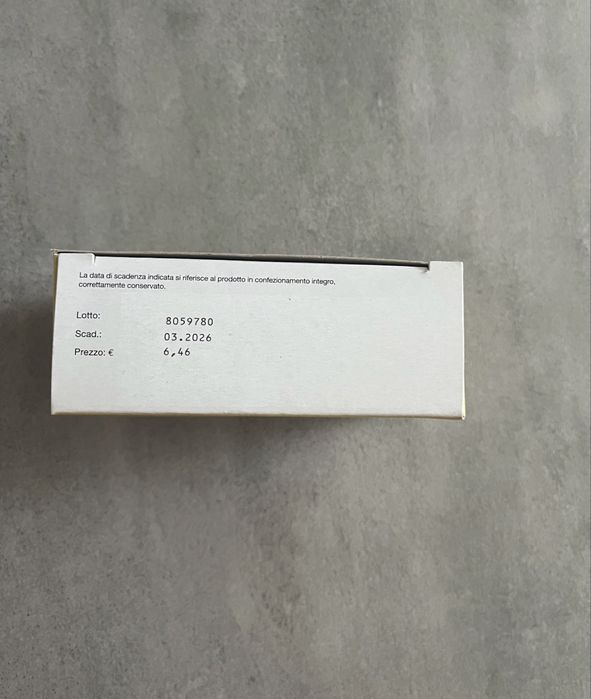 La data di scadenza indicata si riferisce al prodotto in confezionamento integro,
correttamente conservato.
Lotto: 8059780
Scad.: 03.2026
Prezzo: € 6,46